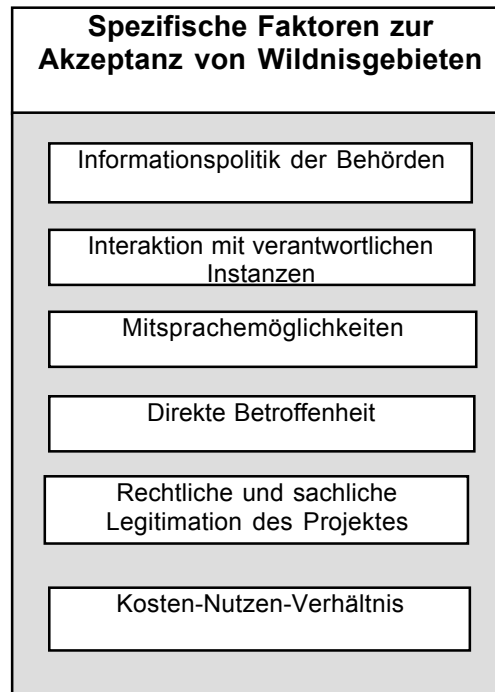 Spezifische Faktoren zur
Akzeptanz von Wildnisgebieten
Informationspolitik der Behörden
Interaktion mit verantwortlichen
Instanzen
Mitsprachemöglichkeiten
Direkte Betroffenheit
Rechtliche und sachliche
Legitimation des Projektes
Kosten-Nutzen-Verhältnis